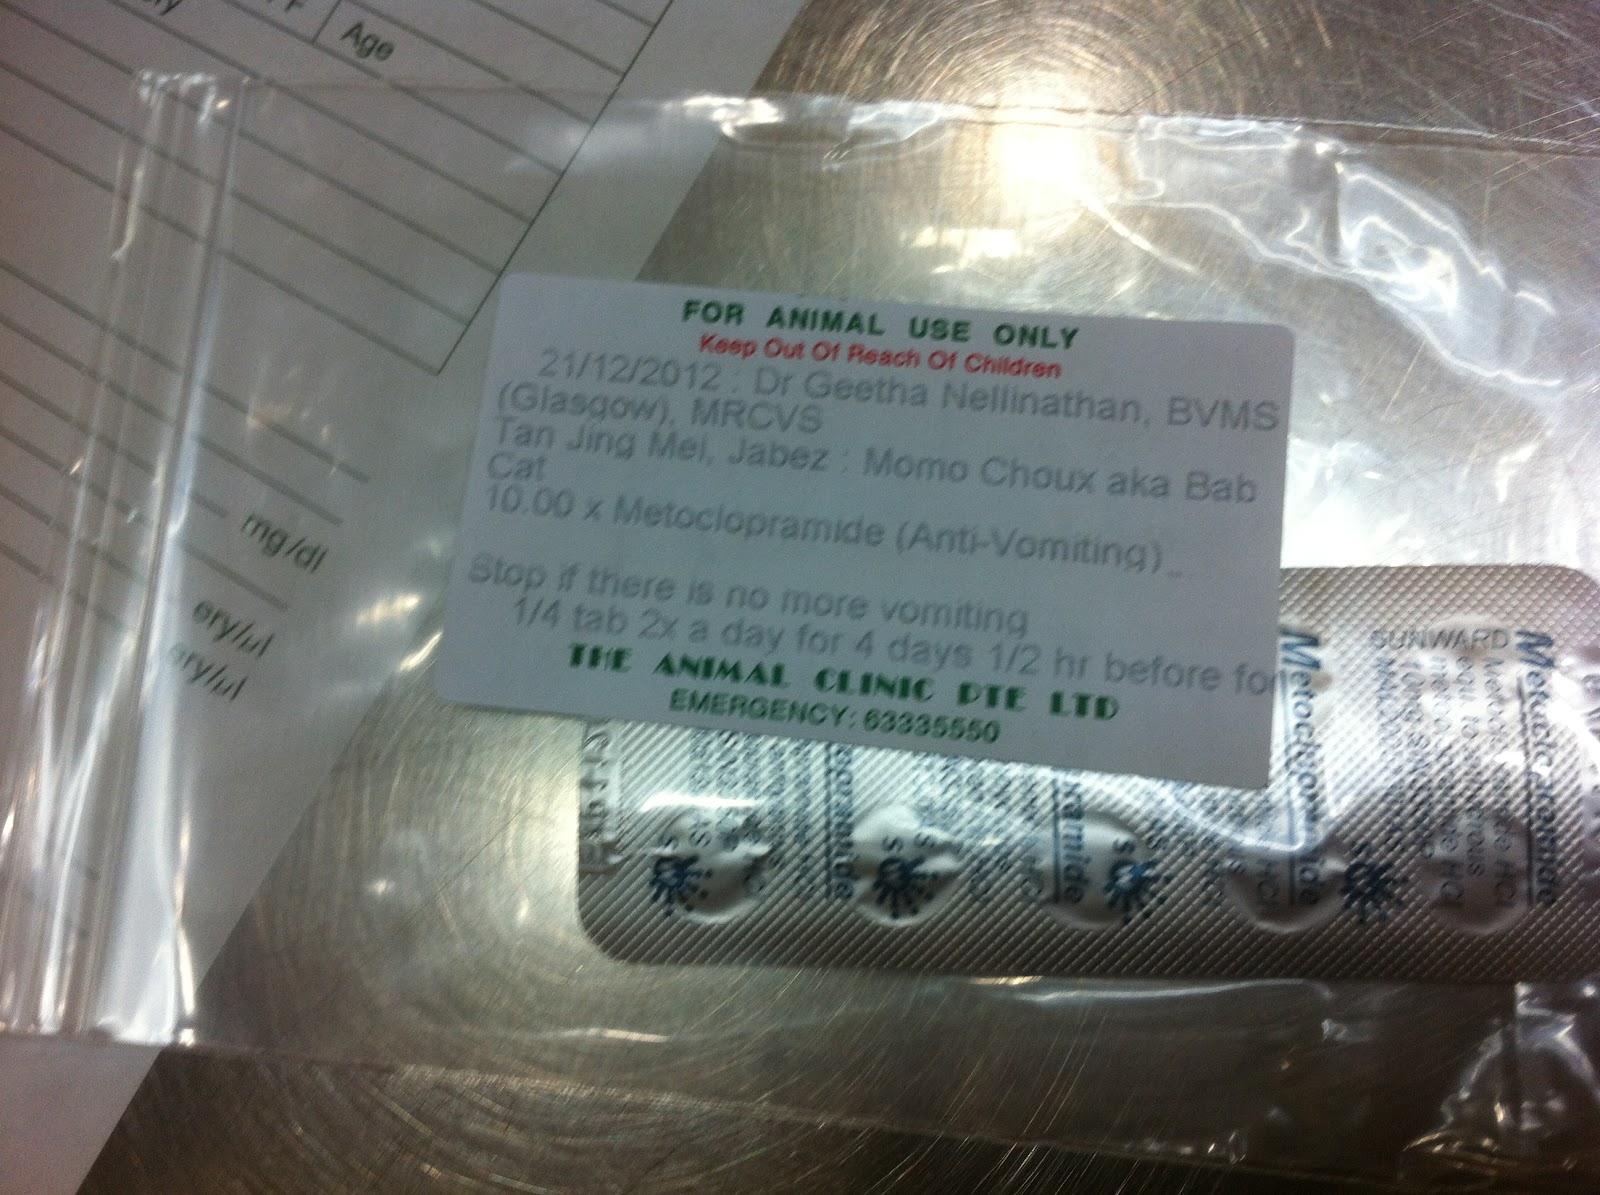 Age
mg/dl
ery/ul
ery/ul
FOR ANIMAL USE ONLY
Keep Out Of Reach Of Children
21/12/2012 : Dr Geetha Nellinathan, BVMS
(Glasgow), MRCVS
Tan Jing Mei, Jabez : Momo Choux aka Bab
Cat
10.00 x Metoclopramide (Anti-Vomiting)_
Stop if there is no more vomiting
1/4 tab 2x a day for 4 days 1/2 hr before foo
THE ANIMAL CLINIC PTE LTD
EMERGENCY: 63335550
SUNWARD
Metoclopramide